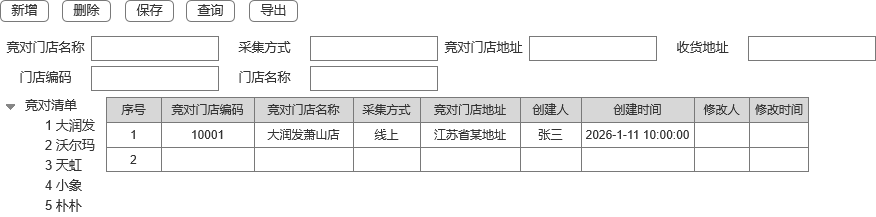 新增 删除 保存 查询 导出
竞对门店名称 采集方式 竞对门店地址 收货地址
门店编码 门店名称
竞对清单
1 大润发
2 沃尔玛
3 天虹
4 小象
5 朴朴
序号 竞对门店编码 竞对门店名称 采集方式 竞对门店地址 创建人 创建时间 修改人 修改时间
1 10001 大润发萧山店 线上 江苏省某地址 张三 2026-1-11 10:00:00
2